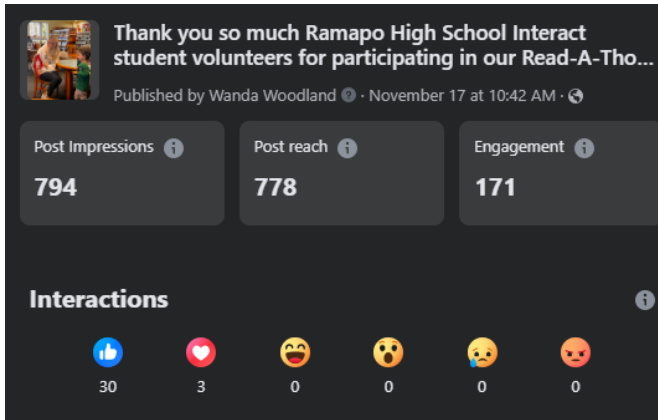 Thank you so much Ramapo High School Interact
student volunteers for participating in our Read-A-Tho...
Published by Wanda Woodland · November 17 at 10:42 AM ·
Post Impressions
794
Post reach
778
Engagement
171
Interactions
30 3 0 0 0 0